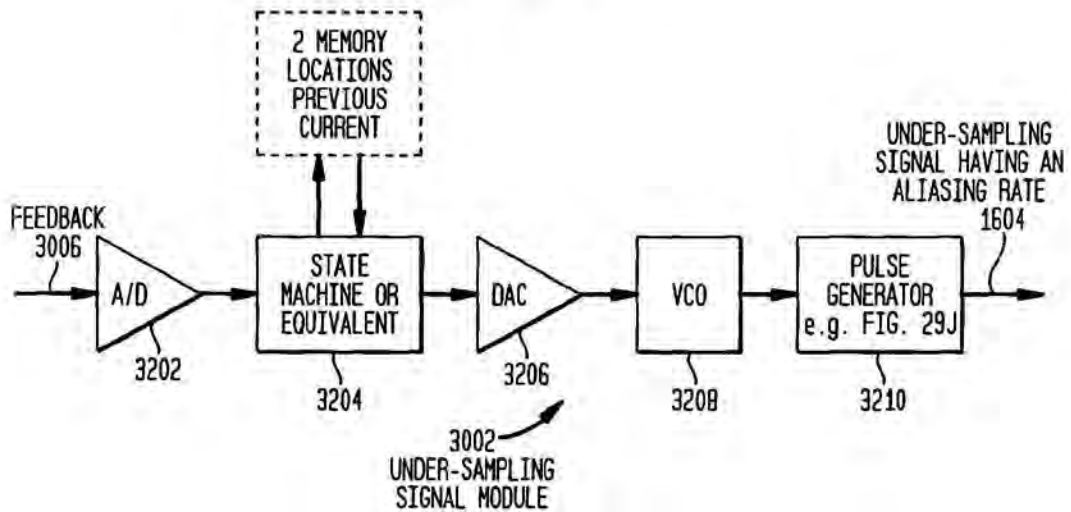 2 MEMORY
LOCATIONS
PREVIOUS
CURRENT
UNDER-SAMPLING
SIGNAL HAVING AN
ALIASING RATE
1604
FEEDBACK
3006
A/D
STATE
MACHINE OR
EQUIVALENT
DAC
VCO
PULSE
GENERATOR
e.g. FIG. 29J
3202
3204
3206
3208
3210
3002
UNDER-SAMPLING
SIGNAL MODULE